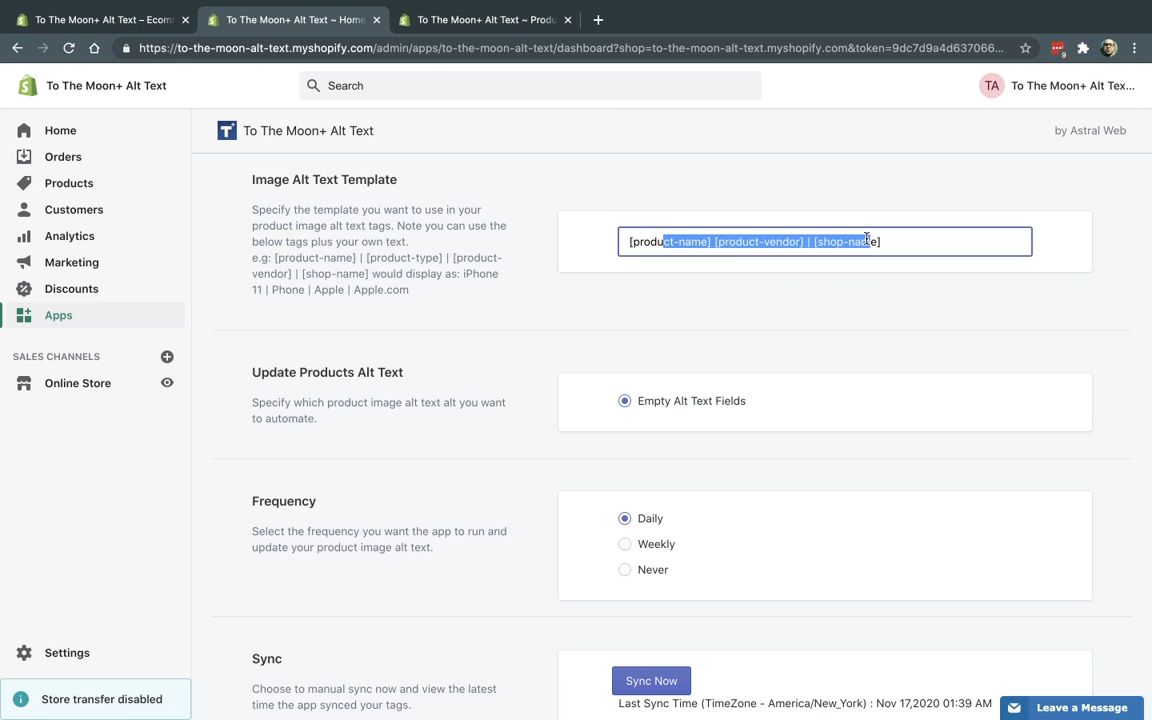 To The Moon+ Alt Text – Ecom
To The Moon+ Alt Text ~ Home
To The Moon+ Alt Text ~ Produ
https://to-the-moon-alt-text.myshopify.com/admin/apps/to-the-moon-alt-text/dashboard?shop=to-the-moon-alt-text.myshopify.com&token=9dc7d9a4d637066...
9
To The Moon+ Alt Text
Search
TA
To The Moon+ Alt Tex...
Home
Orders
Products
Customers
Analytics
Marketing
Discounts
Apps
SALES CHANNELS
Online Store
Settings
Store transfer disabled
To The Moon+ Alt Text
by Astral Web
Image Alt Text Template
Specify the template you want to use in your
product image alt text tags. Note you can use the
below tags plus your own text.
e.g: [product-name] | [product-type] | [product-
vendor] | [shop-name] would display as: iPhone
11 | Phone | Apple | Apple.com
[product-name] [product-vendor] | [shop-name]
Update Products Alt Text
Specify which product image alt text alt you want
to automate.
Empty Alt Text Fields
Frequency
Select the frequency you want the app to run and
update your product image alt text.
Daily
Weekly
Never
Sync
Choose to manual sync now and view the latest
time the app synced your tags.
Sync Now
Last Sync Time (TimeZone - America/New_York) : Nov 17,2020 01:39 AM
Leave a Message